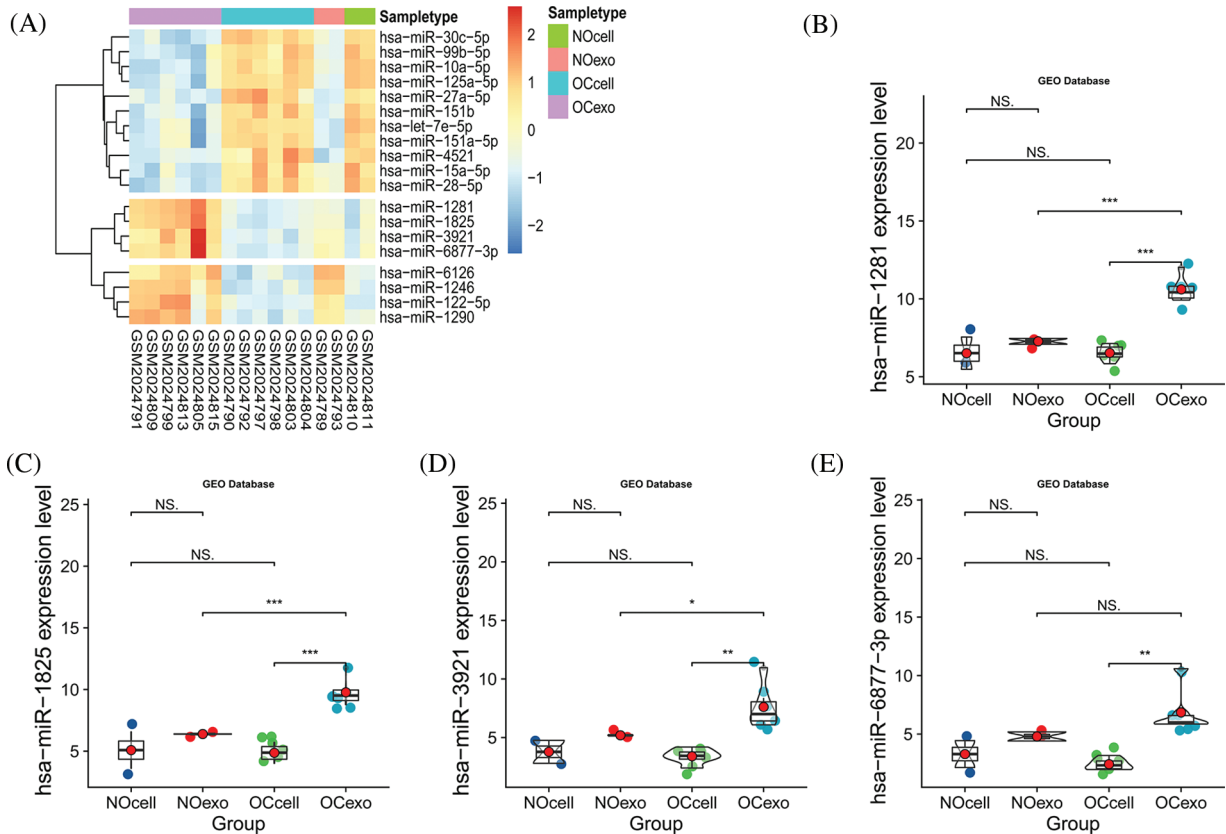 (A)
Sampletype
Sampletype
hsa−miR−30c−5p
hsa−miR−99b−5p
hsa−miR−10a−5p
hsa−miR−125a−5p
hsa−miR−27a−5p
hsa−miR−151b
hsa−let−7e−5p
hsa−miR−151a−5p
hsa−miR−4521
hsa−miR−15a−5p
hsa−miR−28−5p
hsa−miR−1281
hsa−miR−1825
hsa−miR−3921
hsa−miR−6877−3p
hsa−miR−6126
hsa−miR−1246
hsa−miR−122−5p
hsa−miR−1290
2
1
0
−1
−2
NOcell
NOexo
OCcell
OCexo
GSM2024791
GSM2024809
GSM2024799
GSM2024813
GSM2024805
GSM2024815
GSM2024790
GSM2024792
GSM2024797
GSM2024798
GSM2024803
GSM2024804
GSM2024789
GSM2024793
GSM2024810
GSM2024811
(B)
GEO Database
hsa−miR−1281 expression level
20
15
10
5
NS.
NS.
***
***
NOcell NOexo OCcell OCexo
Group
(C)
GEO Database
hsa−miR−1825 expression level
25
20
15
10
5
NS.
NS.
***
***
NOcell NOexo OCcell OCexo
Group
(D)
GEO Database
hsa−miR−3921 expression level
25
20
15
10
5
NS.
NS.
*
**
NOcell NOexo OCcell OCexo
Group
(E)
GEO Database
hsa−miR−6877−3p expression level
25
20
15
10
5
NS.
NS.
NS.
**
NOcell NOexo OCcell OCexo
Group